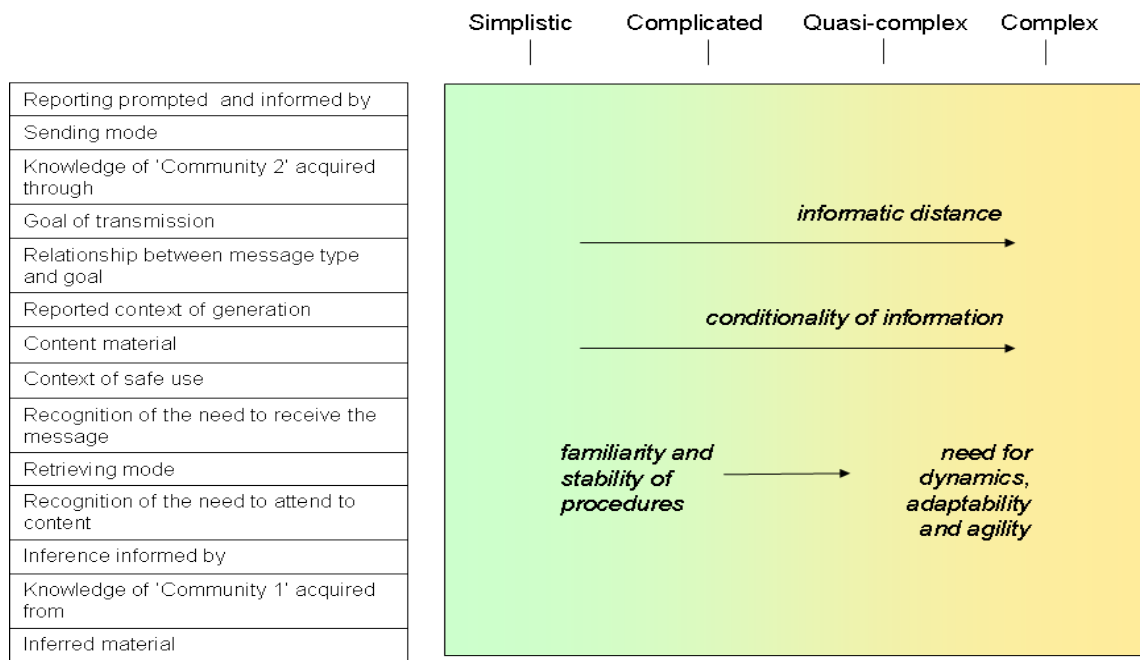 Simplistic Complicated Quasi-complex Complex
Reporting prompted and informed by
Sending mode
Knowledge of 'Community 2' acquired
through
Goal of transmission
Relationship between message type
and goal
Reported context of generation
Content material
Context of safe use
Recognition of the need to receive the
message
Retrieving mode
Recognition of the need to attend to
content
Inference informed by
Knowledge of 'Community 1' acquired
from
Inferred material
informatic distance
conditionality of information
familiarity and
stability of
procedures
need for
dynamics,
adaptability
and agility